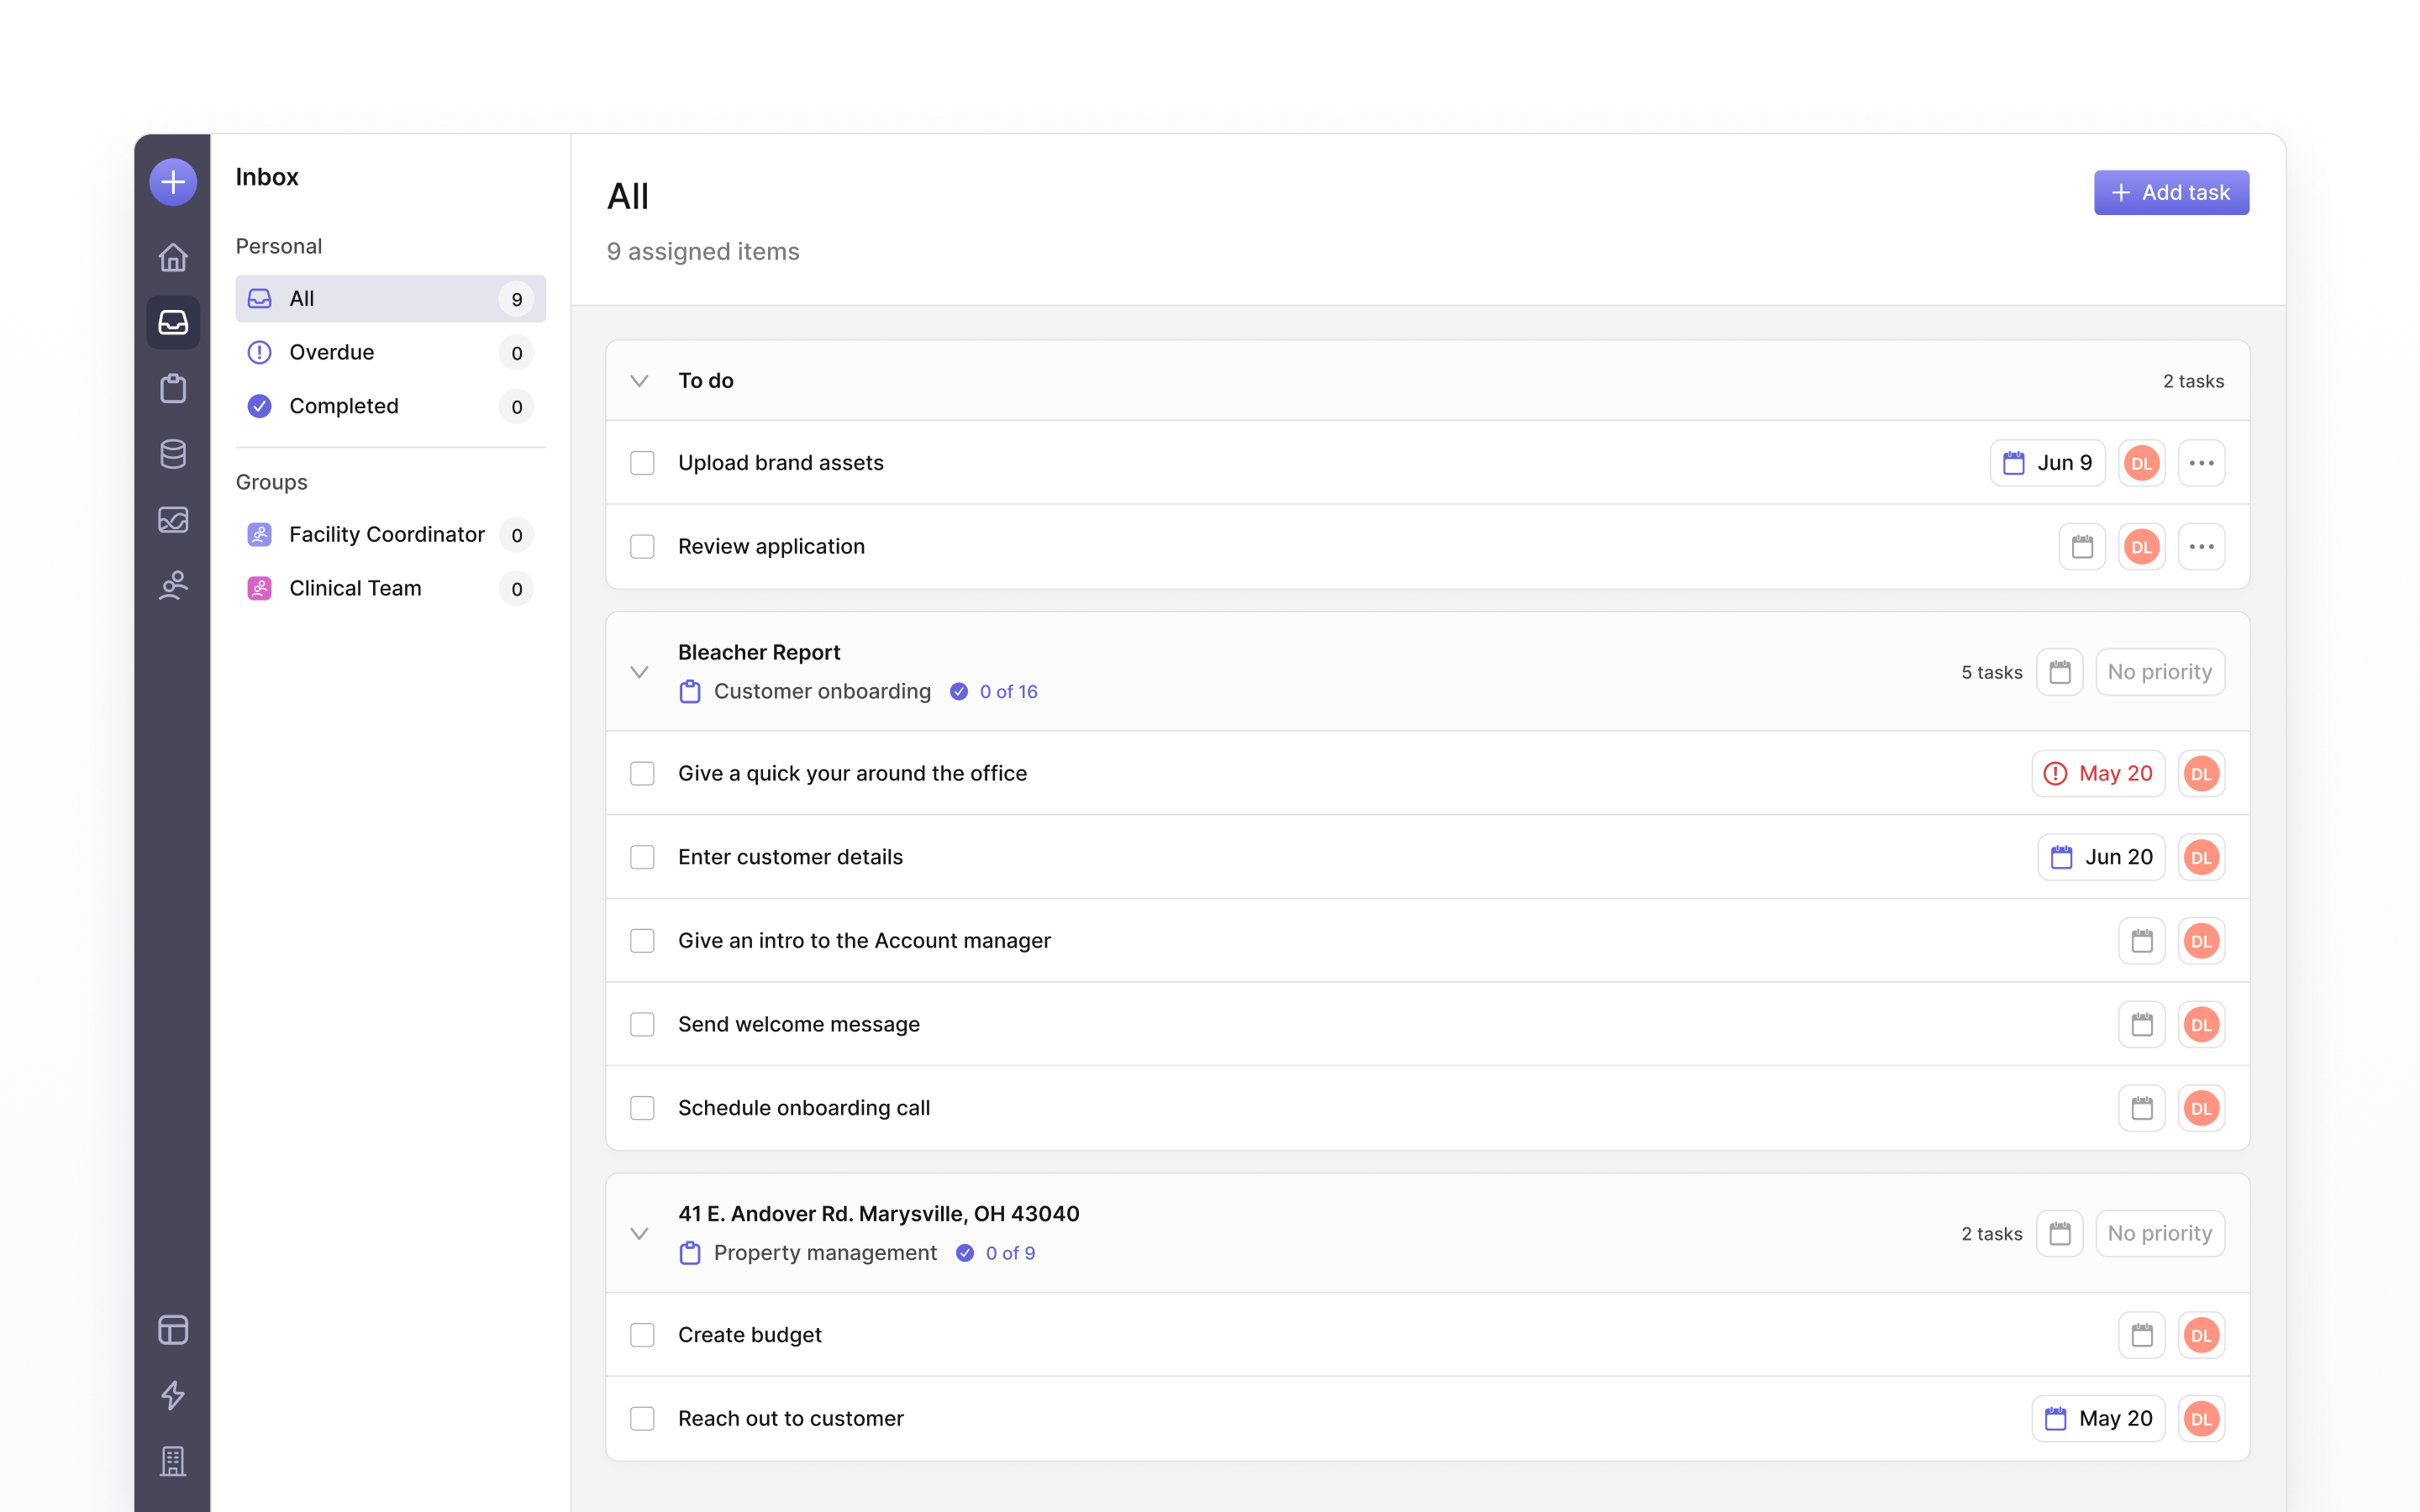 Inbox
Personal
All 9
Overdue 0
Completed 0
Groups
Facility Coordinator 0
Clinical Team 0
All
9 assigned items
Add task
To do 2 tasks
Upload brand assets Jun 9 DL
Review application DL
Bleacher Report
Customer onboarding 0 of 16
5 tasks No priority
Give a quick your around the office May 20 DL
Enter customer details Jun 20 DL
Give an intro to the Account manager DL
Send welcome message DL
Schedule onboarding call DL
41 E. Andover Rd. Marysville, OH 43040
Property management 0 of 9
2 tasks No priority
Create budget DL
Reach out to customer May 20 DL